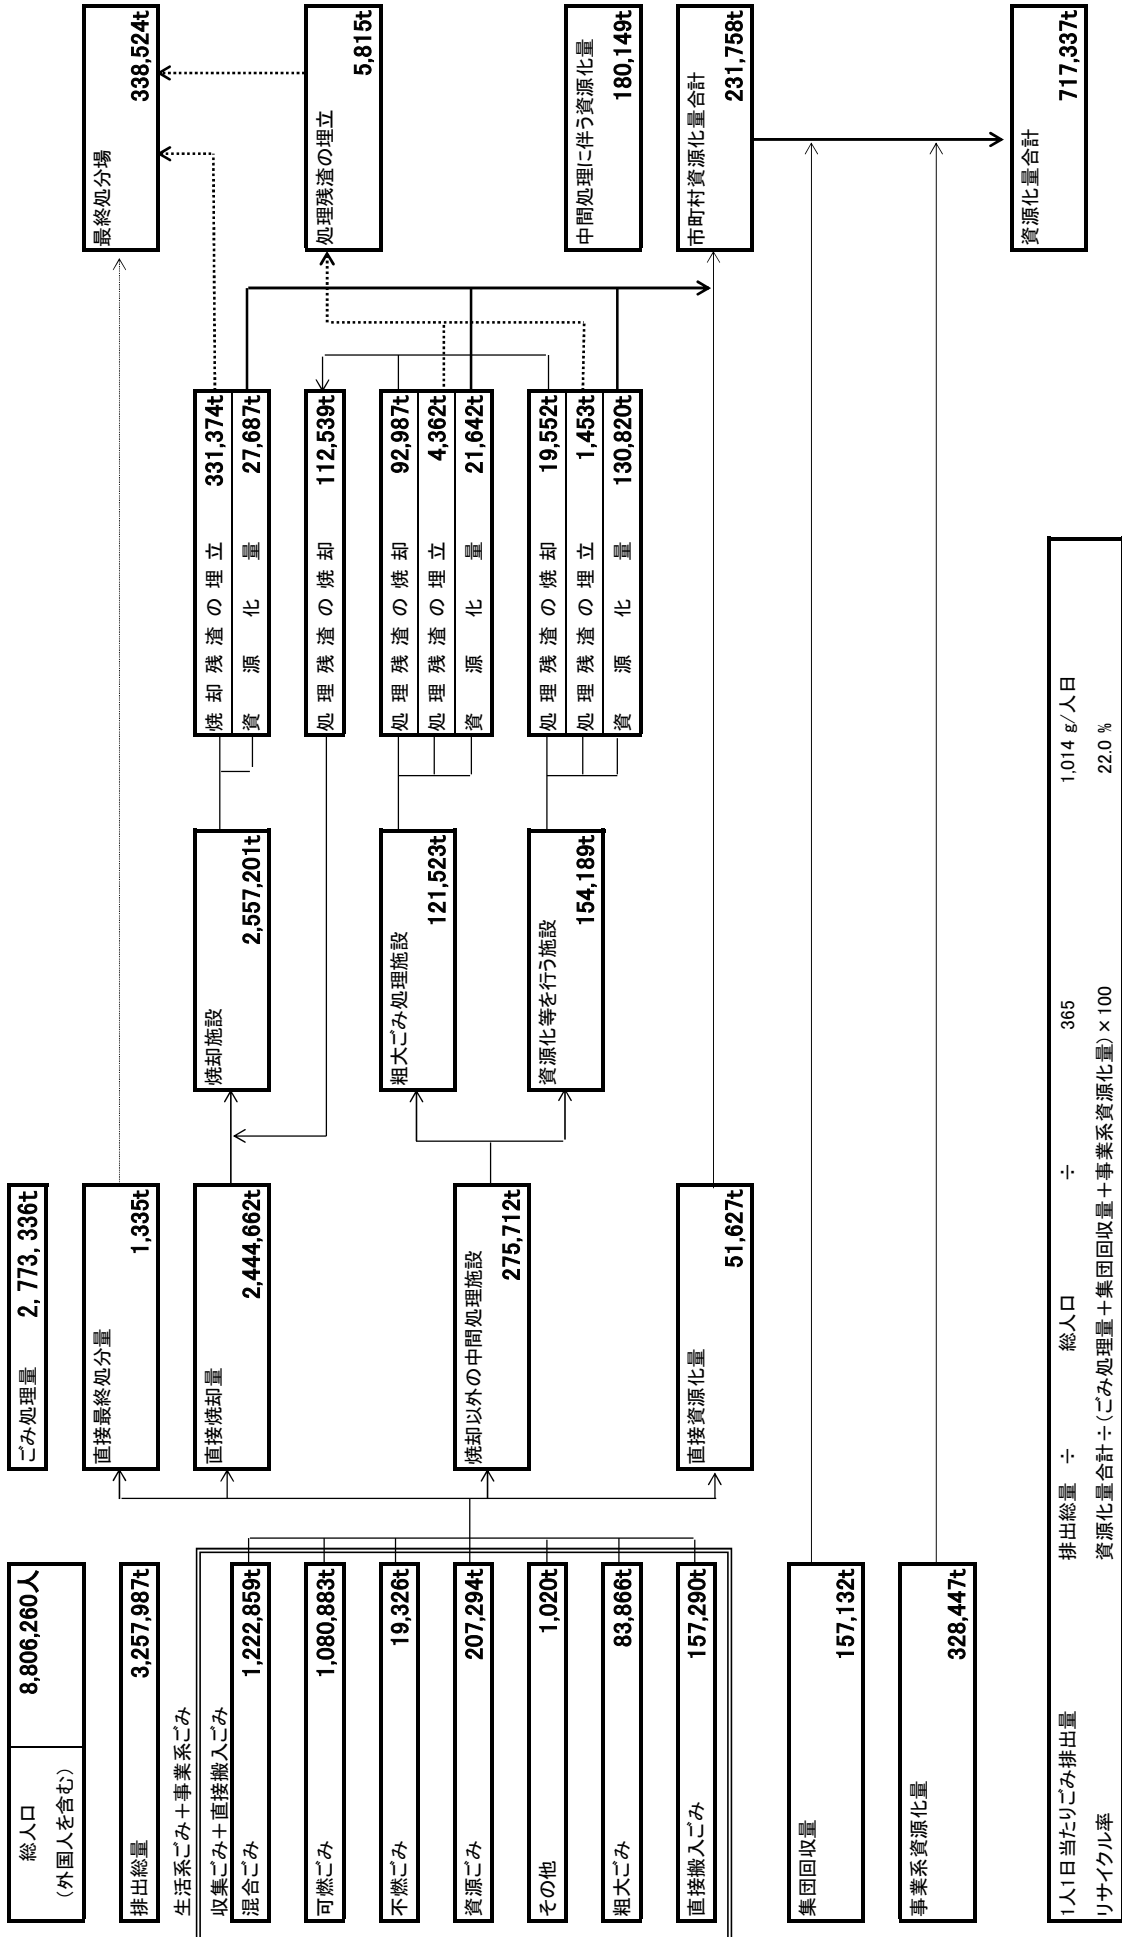 総人口
(外国人を含む)
8,806,260人
排出総量
3,257,987t
生活系ごみ+事業系ごみ
収集ごみ+直接搬入ごみ
混合ごみ
1,222,859t
可燃ごみ
1,080,883t
不燃ごみ
19,326t
資源ごみ
207,294t
その他
1,020t
粗大ごみ
83,866t
直接搬入ごみ
157,290t
集団回収量
157,132t
事業系資源化量
328,447t
ごみ処理量 2,773,336t
直接最終処分量
1,335t
直接焼却量
2,444,662t
焼却以外の中間処理施設
275,712t
直接資源化量
51,627t
焼却施設
2,557,201t
粗大ごみ処理施設
121,523t
資源化等を行う施設
154,189t
焼却残渣の埋立 331,374t
資源化量 27,687t
処理残渣の焼却 112,539t
処理残渣の焼却 92,987t
処理残渣の埋立 4,362t
資源化量 21,642t
処理残渣の焼却 19,552t
処理残渣の埋立 1,453t
資源化量 130,820t
最終処分場
338,524t
処理残渣の埋立
5,815t
中間処理に伴う資源化量
180,149t
市町村資源化量合計
231,758t
資源化量合計
717,337t
1人1日当たりごみ排出量 排出総量 ÷ 総人口 ÷ 365 1,014 g/人日
リサイクル率 資源化量合計÷(ごみ処理量+集団回収量+事業系資源化量)×100 22.0 %